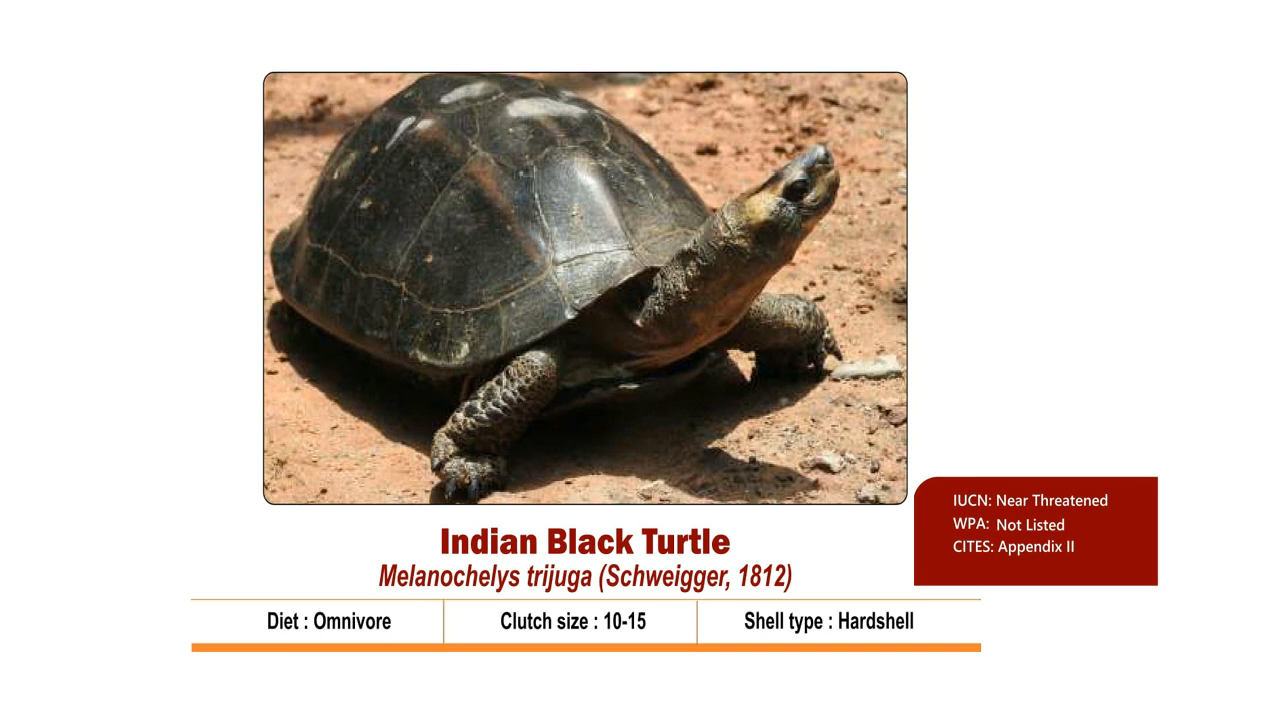 IUCN: Near Threatened
WPA: Not Listed
CITES: Appendix II
Indian Black Turtle
Melanochelys trijuga (Schweigger, 1812)
Diet : Omnivore
Clutch size : 10-15
Shell type : Hardshell